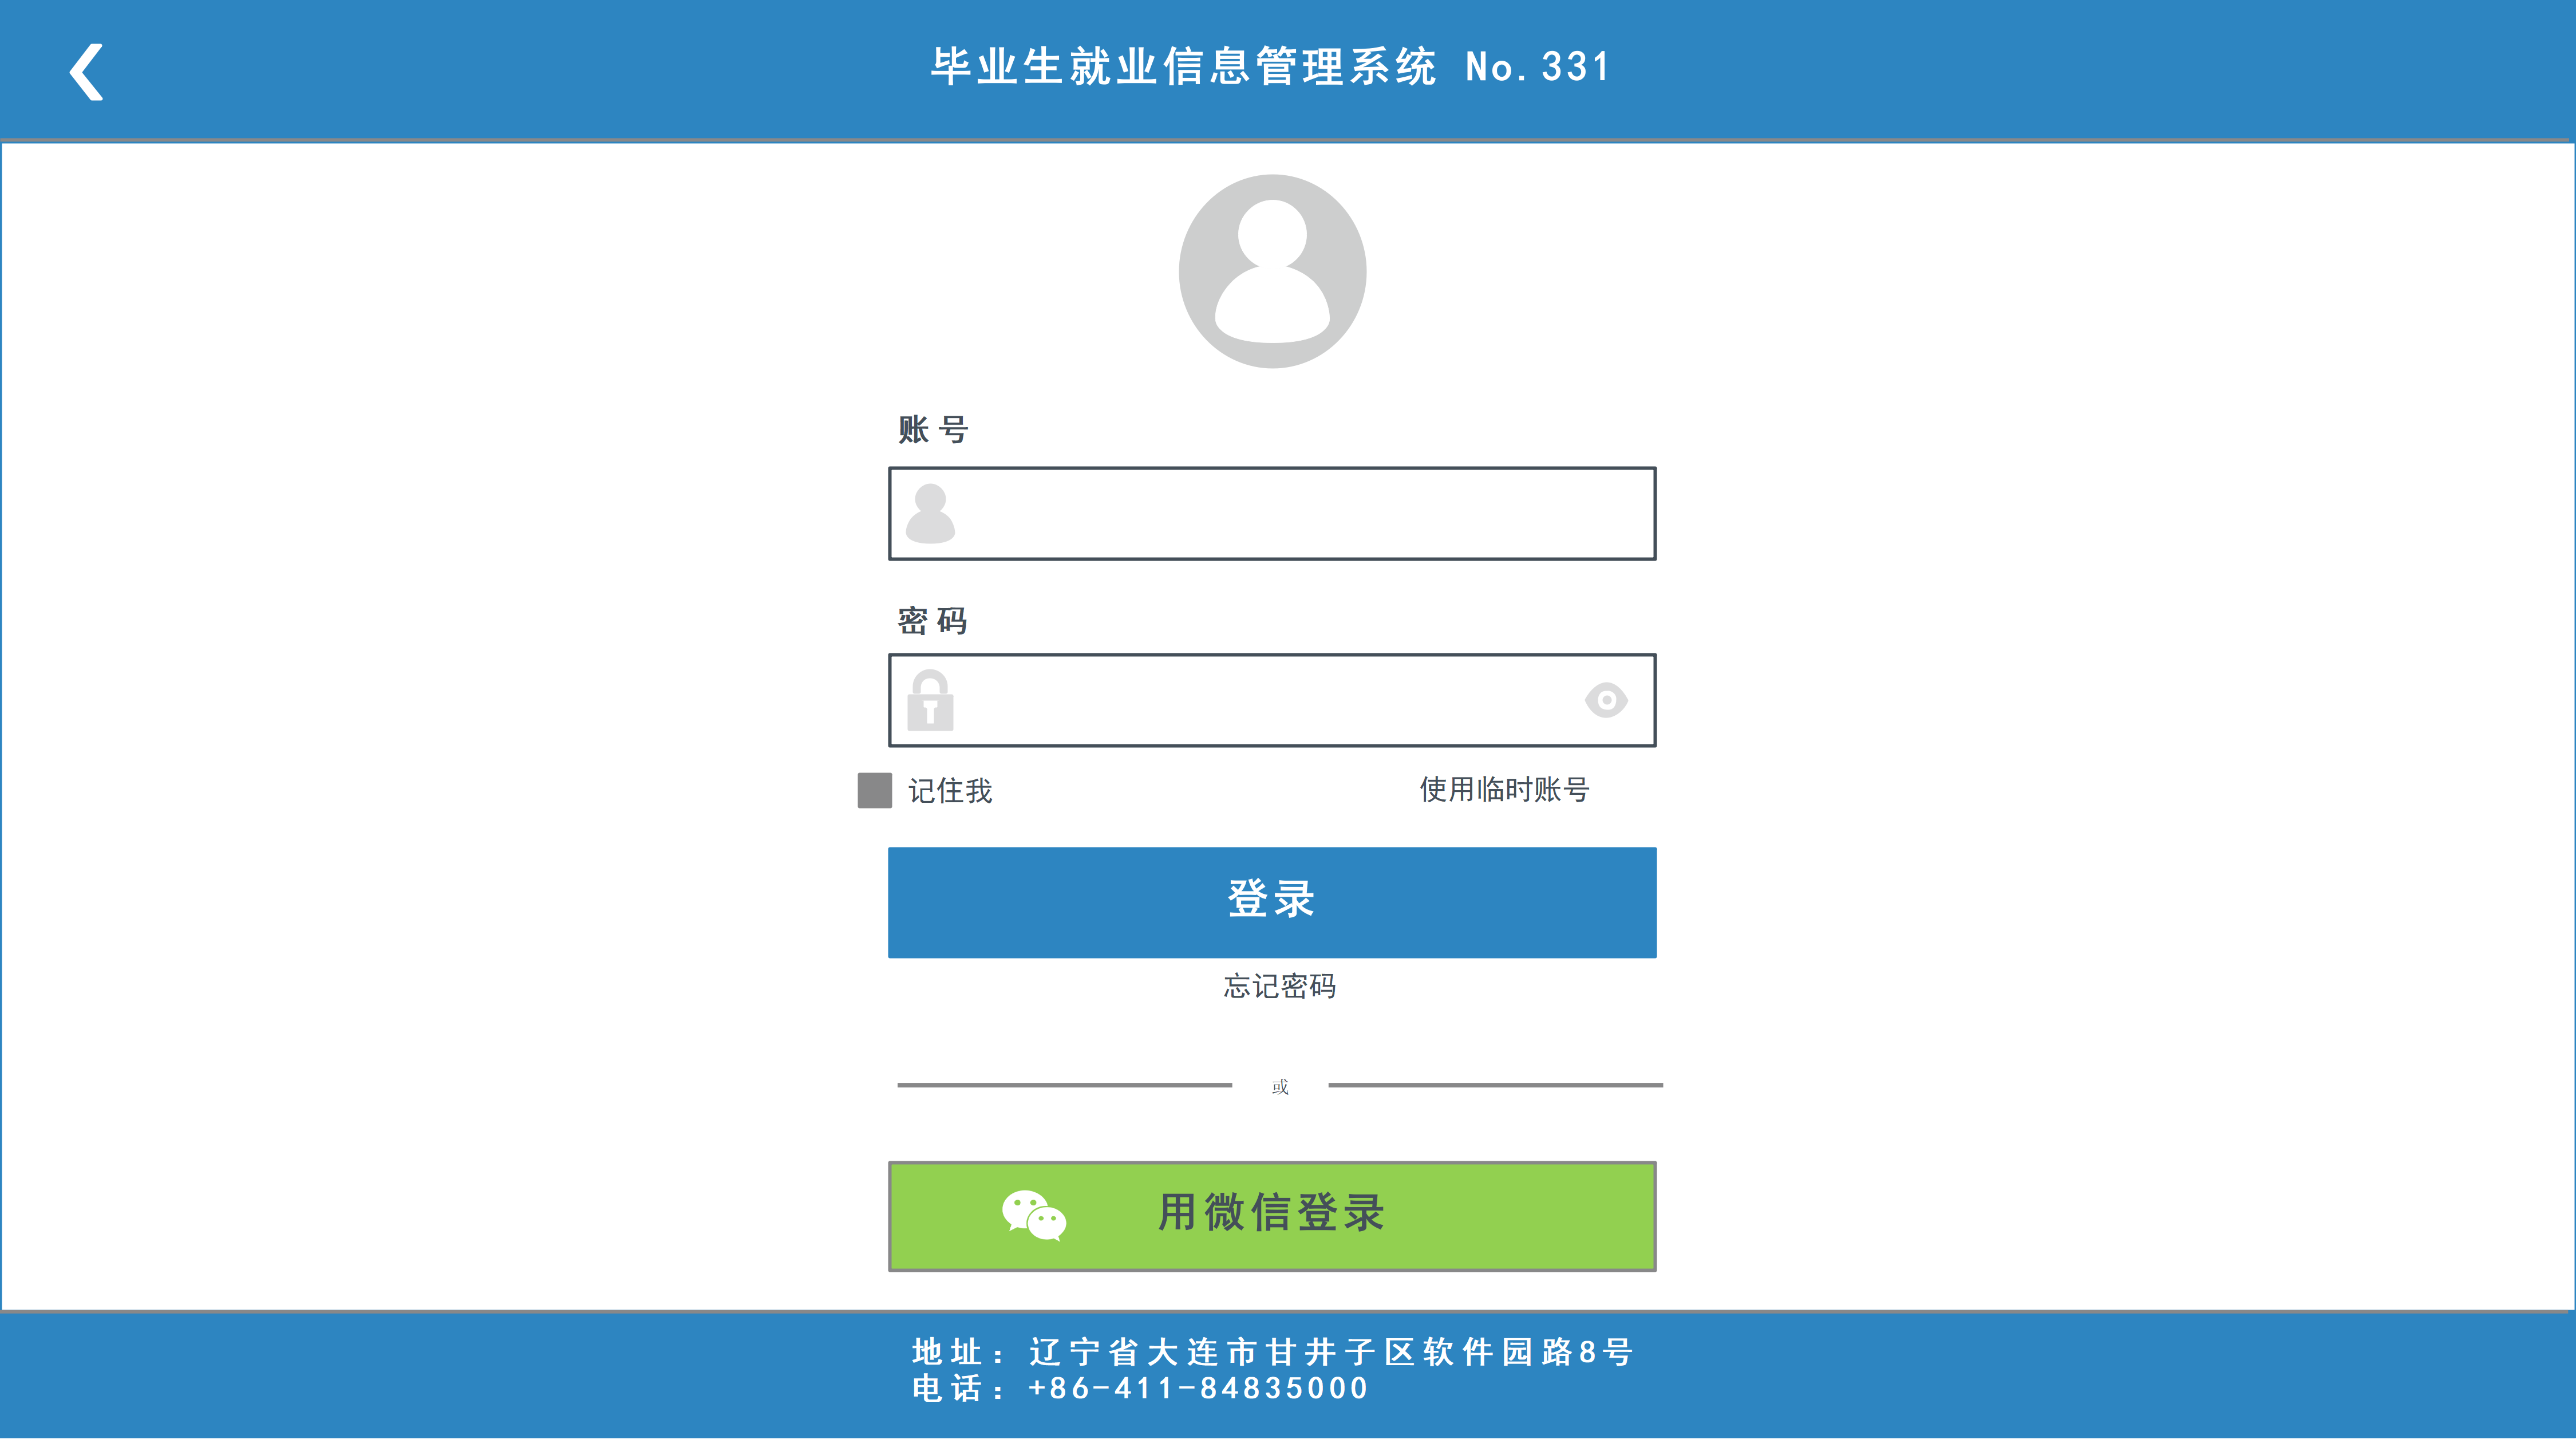 毕业生就业信息管理系统 No.331
账号
密码
记住我
使用临时账号
登录
忘记密码
或
用微信登录
地址：辽宁省大连市甘井子区软件园路8号
电话：+86-411-84835000